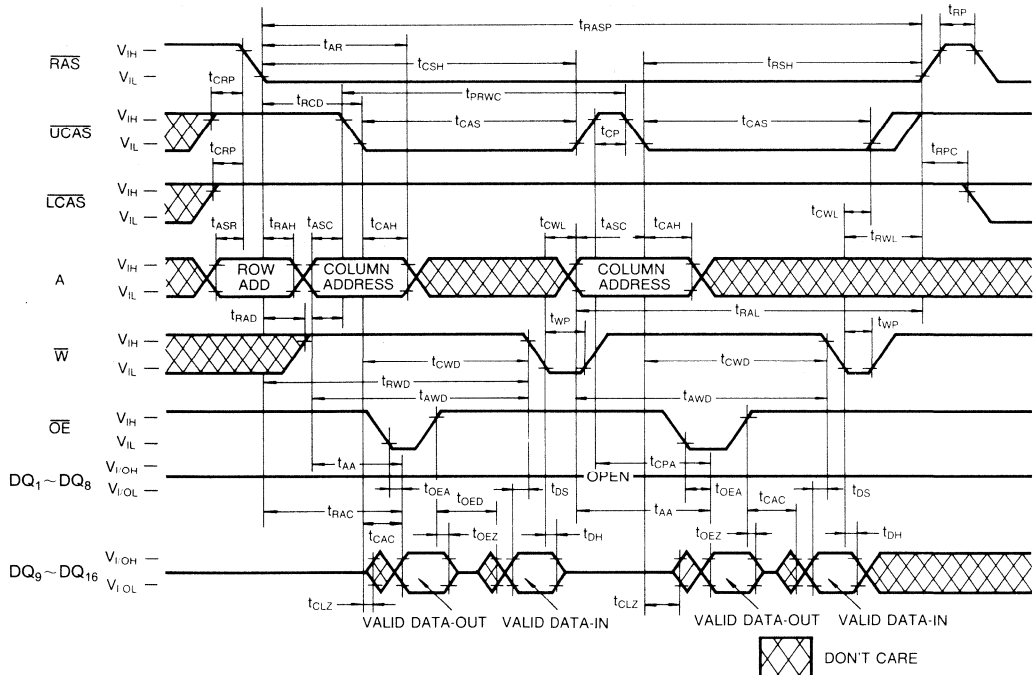 tRASP
tRP
tAR
RAS
VIH
VIL
tCSH
tRSH
tCRP
tRCD
tPRWC
UCAS
VIH
VIL
tCAS
tCP
tCAS
tCRP
tRPC
LCAS
VIH
VIL
tCWL
tRWL
tASR
tRAH
tASC
tCAH
tCWL
tASC
tCAH
A
VIH
VIL
ROW ADD
COLUMN ADDRESS
COLUMN ADDRESS
tRAD
tRAL
tWP
tWP
W
VIH
VIL
tCWD
tCWD
tRWD
tAWD
tAWD
OE
VIH
VIL
tAA
tCPA
DQ1~DQ8
VI/OH
VI/OL
OPEN
tOEA
tOED
tDS
tOEA
tCAC
tDS
tRAC
tAA
tCAC
tOEZ
tDH
tOEZ
tDH
DQ9~DQ16
VI/OH
VI/OL
tCLZ
tCLZ
VALID DATA-OUT
VALID DATA-IN
VALID DATA-OUT
VALID DATA-IN
DON'T CARE